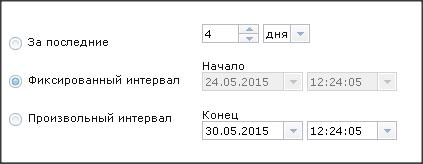 За последние 4 дня
Начало
Фиксированный интервал 24.05.2015 12:24:05
Конец
Произвольный интервал 30.05.2015 12:24:05